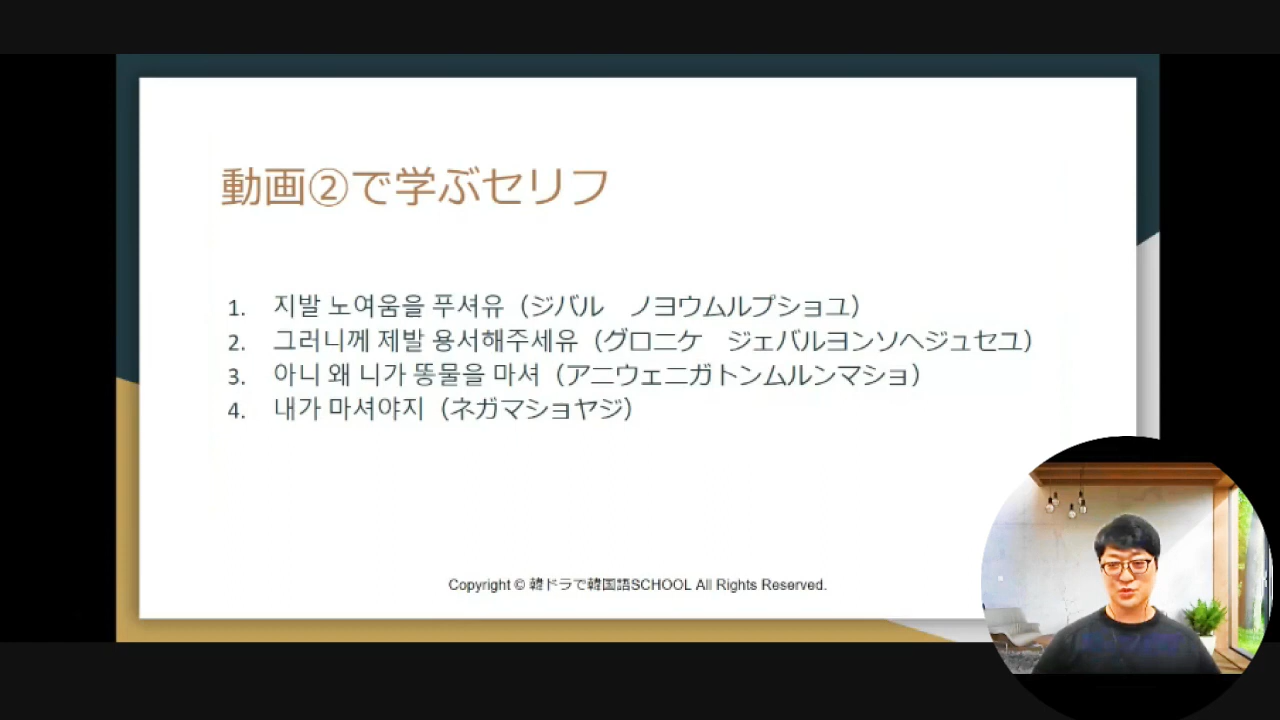 動画②で学ぶセリフ
1. 지발 노여움을 푸셔유（ジバル　ノヨウムルプショユ）
2. 그러니께 제발 용서해주세유（グロニケ　ジェバルヨンソヘジュセユ）
3. 아니 왜 니가 똥물을 마셔（アニウェニガトンムルンマショ）
4. 내가 마셔야지（ネガマショヤジ）
Copyright © 韓ドラで韓国語SCHOOL All Rights Reserved.